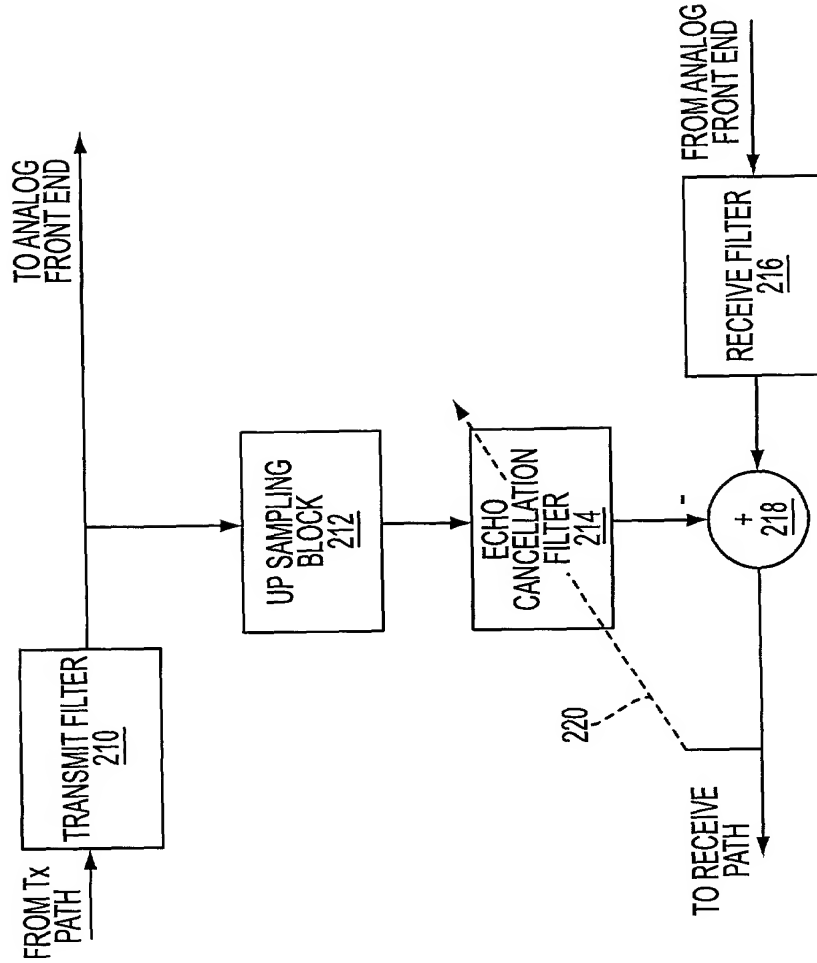 FROM Tx
PATH
TRANSMIT FILTER
210
TO ANALOG
FRONT END
UP SAMPLING
BLOCK
212
ECHO
CANCELLATION
FILTER
214
-
220
TO RECEIVE
PATH
+
218
RECEIVE FILTER
216
FROM ANALOG
FRONT END